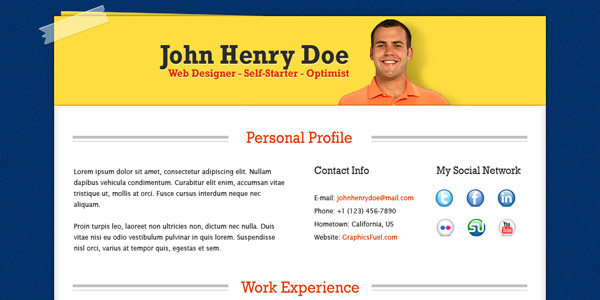 John Henry Doe
Web Designer - Self-Starter - Optimist
Personal Profile
Lorem ipsum dolor sit amet, consectetur adipiscing elit. Nullam
dapibus vehicula condimentum. Curabitur elit enim, accumsan vitae
tristique ut, mollis at orci. Fusce cursus interdum neque nec
aliquam.
Proin turpis leo, laoreet non ultricies non, dictum nec nulla. Duis
vitae nisi eu odio vestibulum pulvinar in quis lorem. Suspendisse
nisl orci, varius at tempor quis, egestas et sem.
Contact Info
E-mail: johnhenrydoe@mail.com
Phone: +1 (123) 456-7890
Hometown: California, US
Website: GraphicsFuel.com
My Social Network
t f in
You
Tube
Work Experience